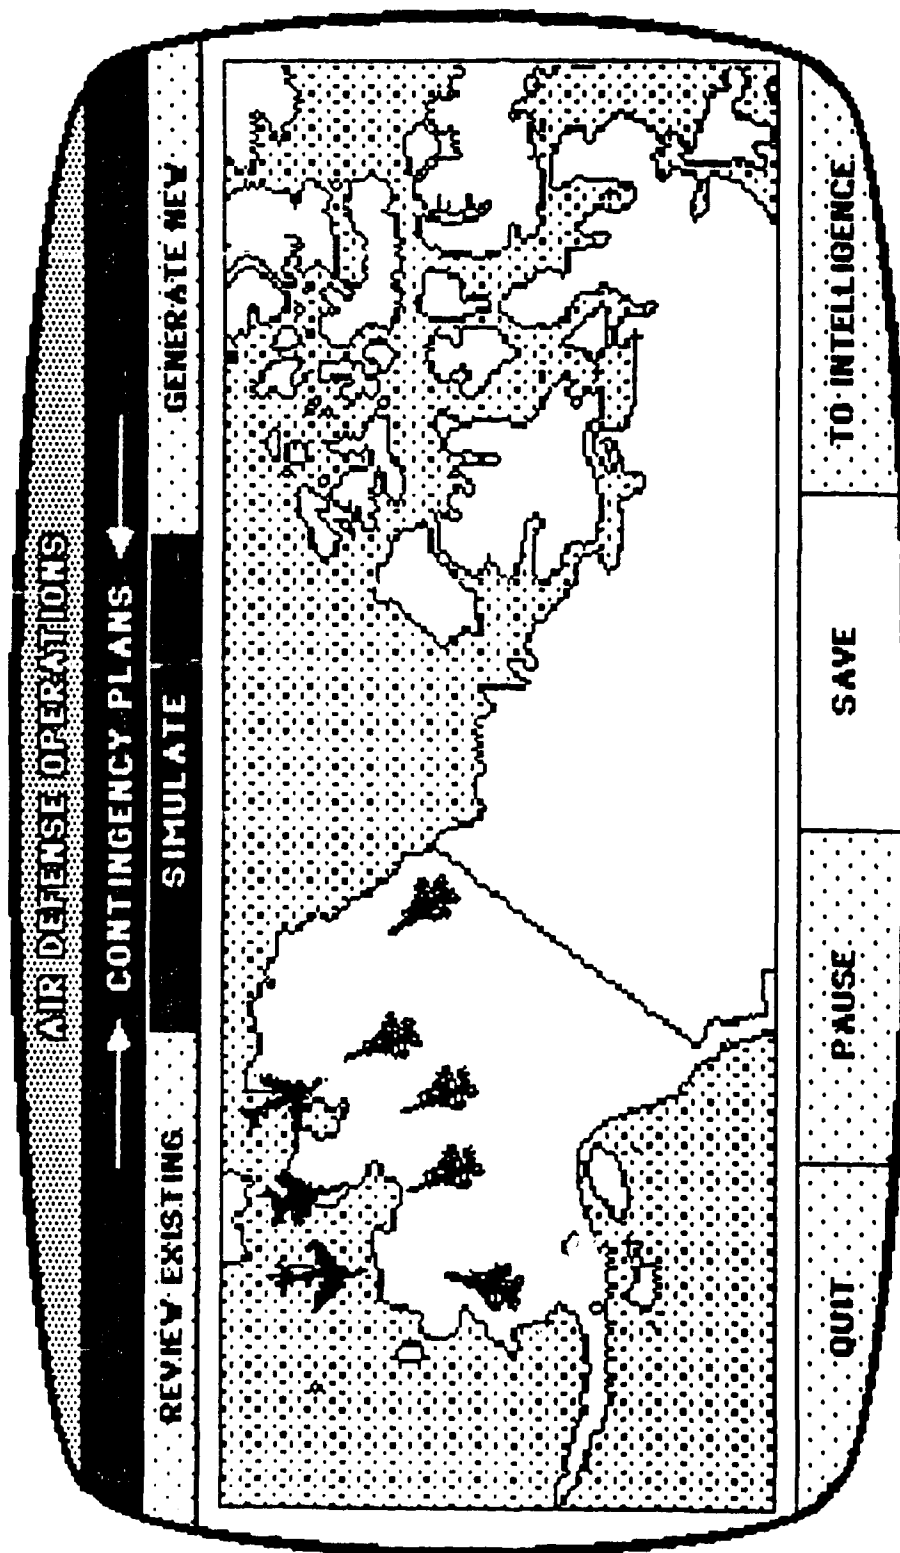 AIR DEFENSE OPERATIONS
CONTINGENCY PLANS
REVIEW EXISTING SIMULATE GENERATE NEW
QUIT PAUSE SAVE TO INTELLIGENCE